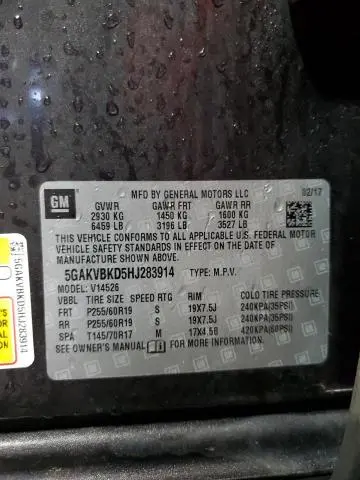 GM
MFD BY GENERAL MOTORS LLC 02/17
GVWR GAWR FRT GAWR RR
2930 KG 1450 KG 1600 KG
6459 LB 3196 LB 3527 LB
THIS VEHICLE CONFORMS TO ALL APPLICABLE U.S. FEDERAL MOTOR
VEHICLE SAFETY STANDARDS IN EFFECT ON THE DATE OF
MANUFACTURE SHOWN ABOVE.
5GAKVBKD5HJ283914 TYPE: M.P.V.
MODEL: V14526
VBBL TIRE SIZE SPEED RTG RIM COLD TIRE PRESSURE
FRT P255/60R19 S 19X7.5J 240KPA(35PSI)
RR P255/60R19 S 19X7.5J 240KPA(35PSI)
SPA T145/70R17 M 17X4.5B 420KPA(60PSI)
SEE OWNER'S MANUAL FOR MORE INFORMATION.
5GAKVBKD5HJ283914